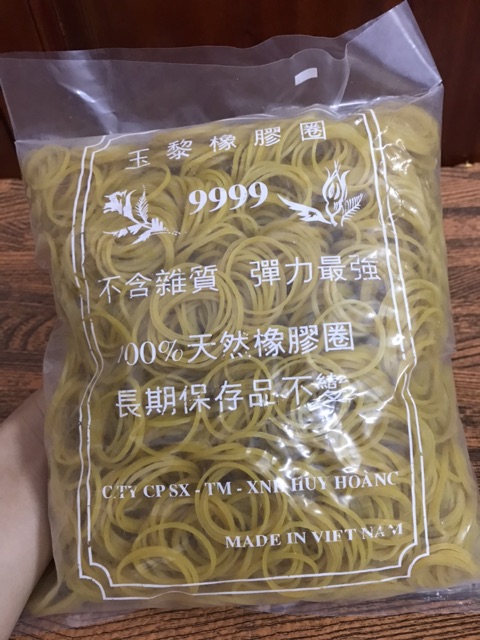 玉黎橡膠圈
9999
不含雜質 彈力最強
100%天然橡膠圈
長期保存品不
C.TY CP SX - TM - XNK HUY HOÀNG
MADE IN VIET NAM